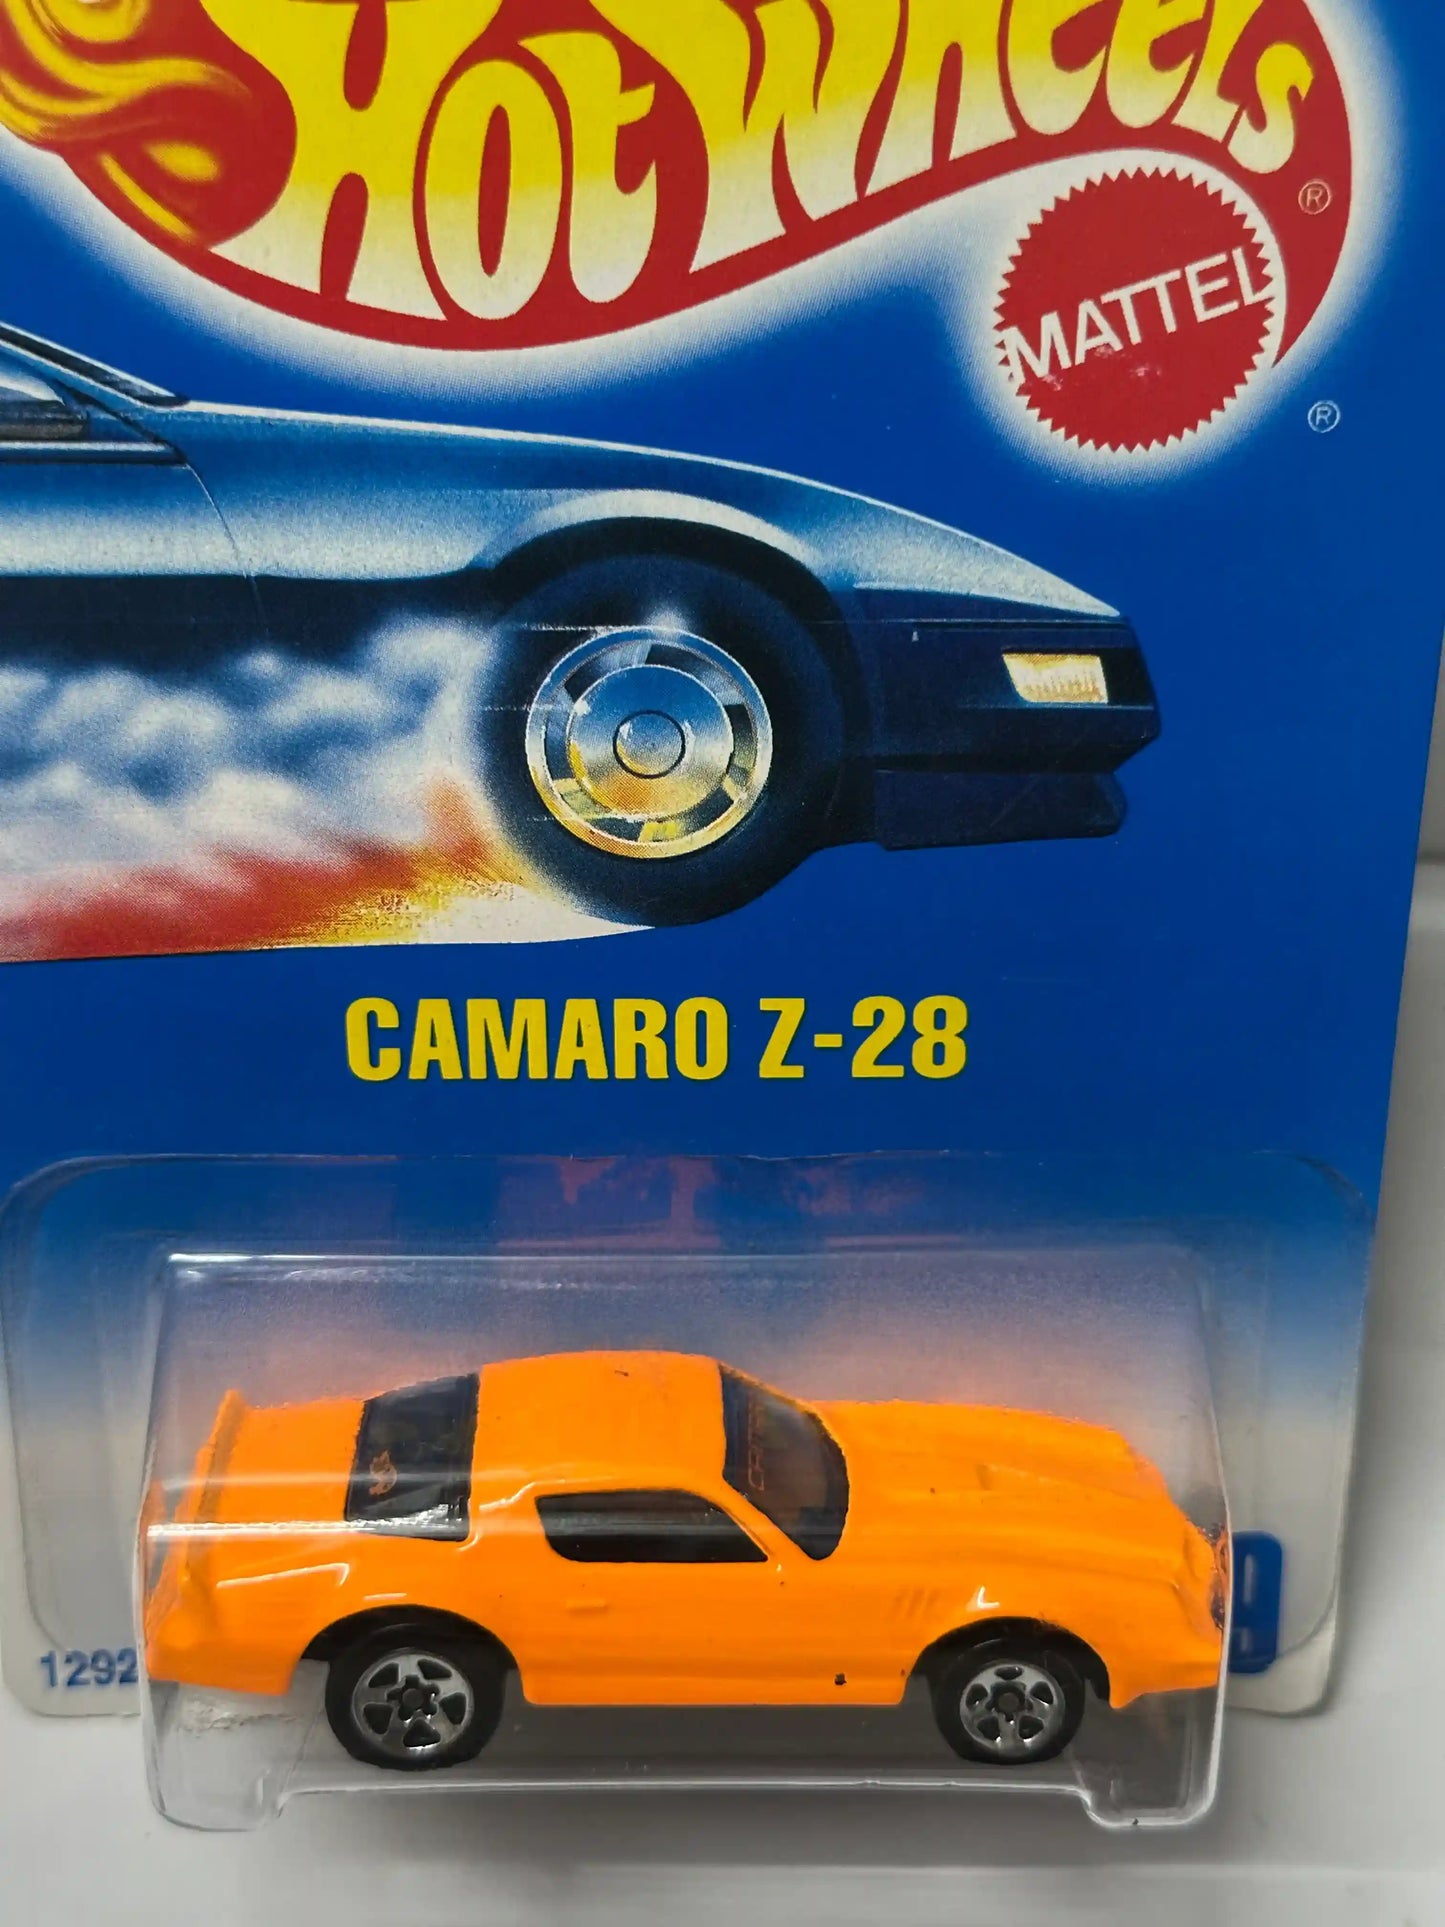 HOT WHEELS
®
MATTEL
®
CAMARO Z-28
1292